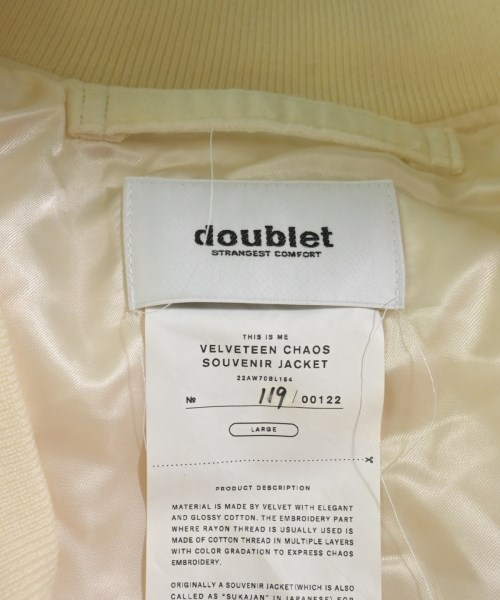 doublet
STRANGEST COMFORT
THIS IS ME
VELVETEEN CHAOS
SOUVENIR JACKET
22AW70BL164
№ 119/00122
LARGE
PRODUCT DESCRIPTION
MATERIAL IS MADE BY VELVET WITH ELEGANT
AND GLOSSY COTTON. THE EMBROIDERY PART
WHERE RAYON THREAD IS USUALLY USED IS
MADE OF COTTON THREAD IN MULTIPLE LAYERS
WITH COLOR GRADATION TO EXPRESS CHAOS
EMBROIDERY.
ORIGINALLY A SOUVENIR JACKET(WHICH IS ALSO
CALLED AS "SUKAJAN" IN JAPANESE) FOR